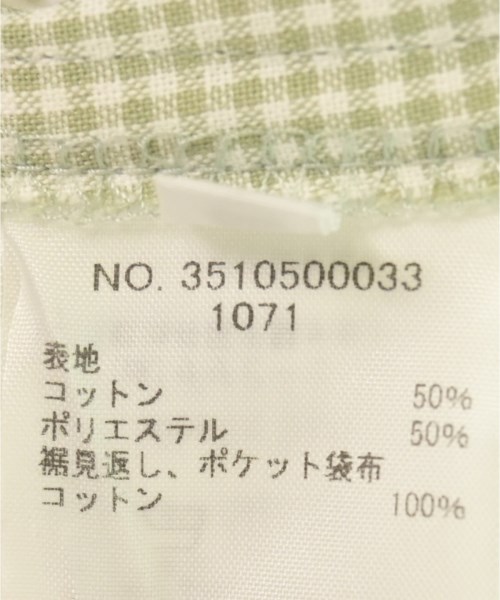 NO. 3510500033
1071
表地
コットン 50%
ポリエステル 50%
裾見返し、ポケット袋布
コットン 100%